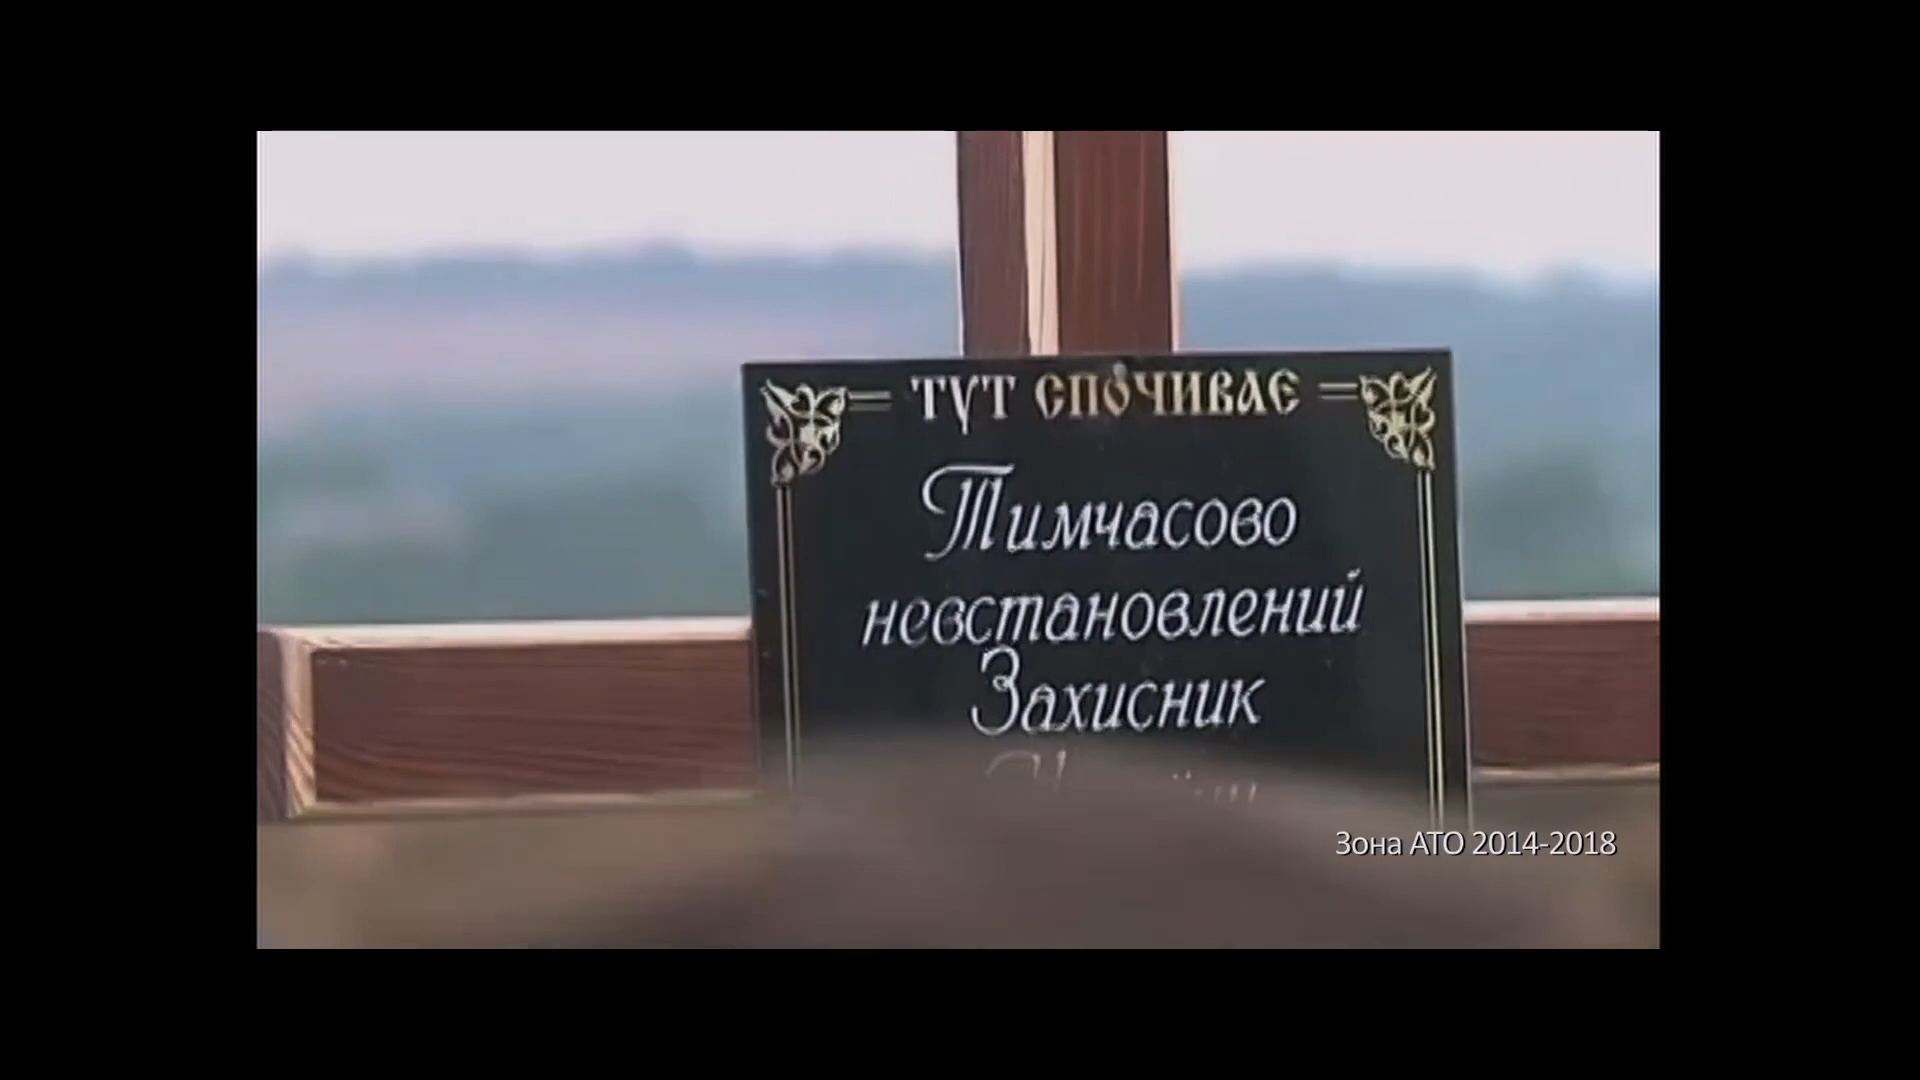 ТУТ СПОЧИВАЄ
Тимчасово
невстановлений
Захисник
Зона АТО 2014-2018